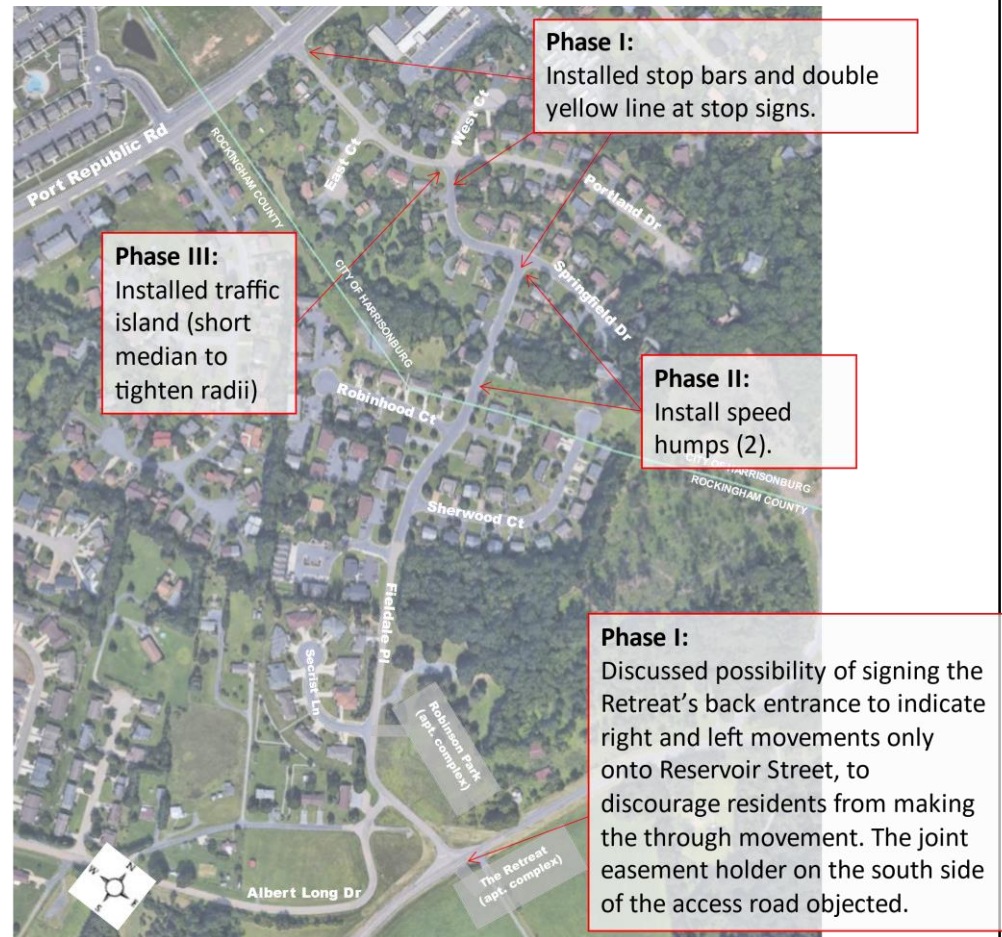 Phase I:
Installed stop bars and double
yellow line at stop signs.
West Ct
East Ct
Port Republic Rd
ROCKINGHAM COUNTY
CITY OF HARRISONBURG
Portland Dr
Springfield Dr
Phase III:
Installed traffic
island (short
median to
tighten radii)
Phase II:
Install speed
humps (2).
Robinhood Ct
CITY OF HARRISONBURG
ROCKINGHAM COUNTY
Sherwood Ct
Fieldale Pl
Secrist Ln
Robinson Park
(apt. complex)
Phase I:
Discussed possibility of signing the
Retreat’s back entrance to indicate
right and left movements only
onto Reservoir Street, to
discourage residents from making
the through movement. The joint
easement holder on the south side
of the access road objected.
The Retreat
(apt. complex)
Albert Long Dr
N
W
E
S